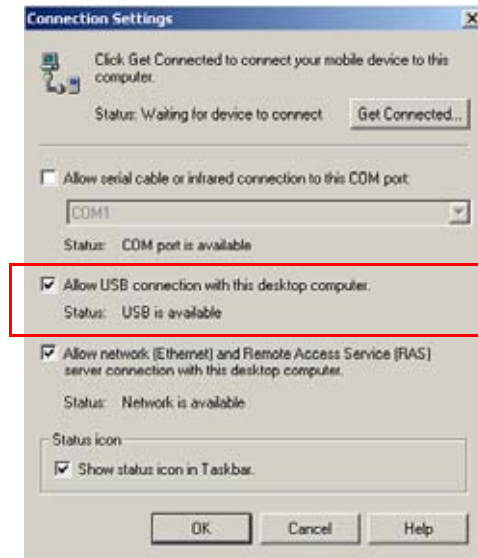 Connection Settings
Click Get Connected to connect your mobile device to this
computer.
Status: Waiting for device to connect
Get Connected...
Allow serial cable or infrared connection to this COM port:
COM1
Status: COM port is available
Allow USB connection with this desktop computer.
Status: USB is available
Allow network (Ethernet) and Remote Access Service (RAS)
server connection with this desktop computer.
Status: Network is available
Status icon
Show status icon in Taskbar.
OK
Cancel
Help